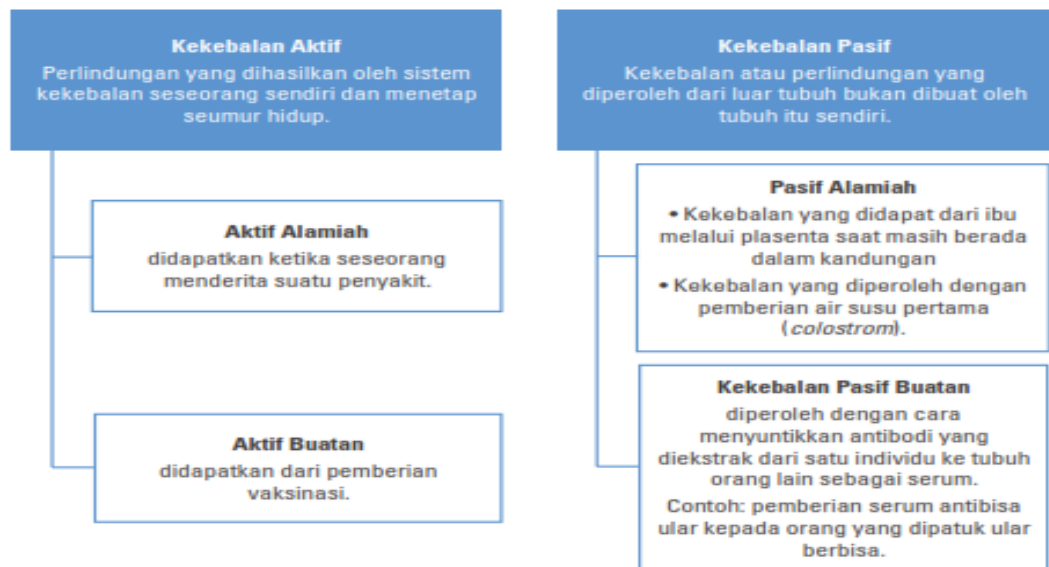 Kekebalan Aktif
Perlindungan yang dihasilkan oleh sistem
kekebalan seseorang sendiri dan menetap
seumur hidup.
Aktif Alamiah
didapatkan ketika seseorang
menderita suatu penyakit.
Aktif Buatan
didapatkan dari pemberian
vaksinasi.
Kekebalan Pasif
Kekebalan atau perlindungan yang
diperoleh dari luar tubuh bukan dibuat oleh
tubuh itu sendiri.
Pasif Alamiah
• Kekebalan yang didapat dari ibu
melalui plasenta saat masih berada
dalam kandungan
• Kekebalan yang diperoleh dengan
pemberian air susu pertama
(colostrom).
Kekebalan Pasif Buatan
diperoleh dengan cara
menyuntikkan antibodi yang
diekstrak dari satu individu ke tubuh
orang lain sebagai serum.
Contoh: pemberian serum antibisa
ular kepada orang yang dipatuk ular
berbisa.